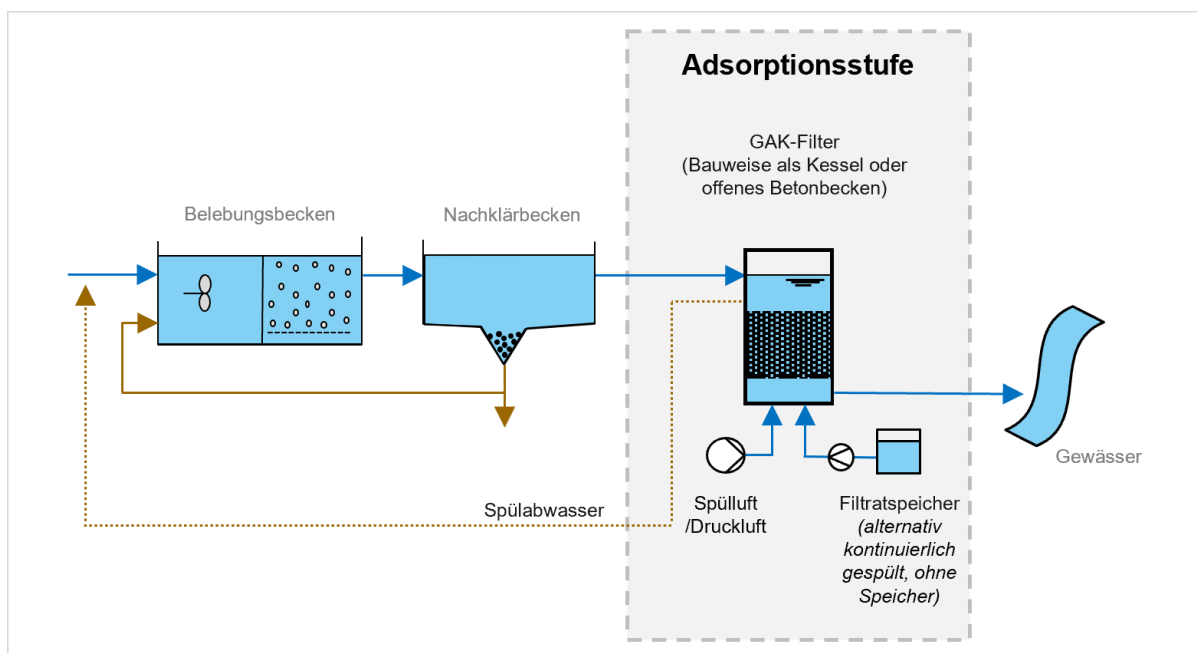 Adsorptionsstufe
GAK-Filter
(Bauweise als Kessel oder
offenes Betonbecken)
Belebungsbecken
Nachklärbecken
Gewässer
Spülabwasser
Spülluft
/Druckluft
Filtratspeicher
(alternativ
kontinuierlich
gespült, ohne
Speicher)